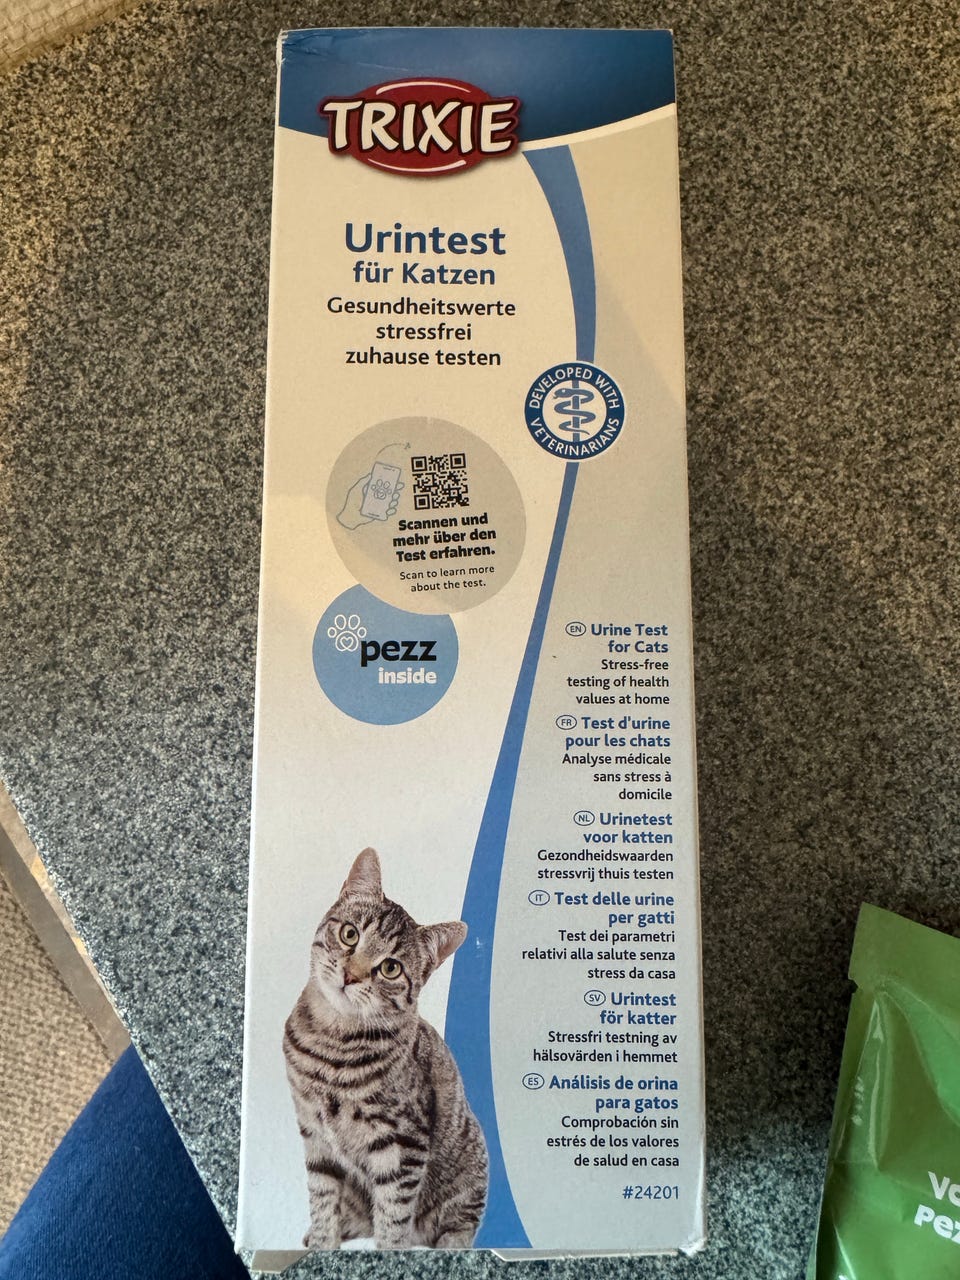 TRIXIE
Urintest
für Katzen
Gesundheitswerte
stressfrei
zuhause testen
DEVELOPED WITH
VETERINARIANS
Scannen und
mehr über den
Test erfahren.
Scan to learn more
about the test.
pezz
inside
EN Urine Test
for Cats
Stress-free
testing of health
values at home
FR Test d'urine
pour les chats
Analyse médicale
sans stress à
domicile
NL Urinetest
voor katten
Gezondheidswaarden
stressvrij thuis testen
IT Test delle urine
per gatti
Test dei parametri
relativi alla salute senza
stress da casa
SV Urintest
för katter
Stressfri testning av
hälsovärden i hemmet
ES Análisis de orina
para gatos
Comprobación sin
estrés de los valores
de salud en casa
#24201